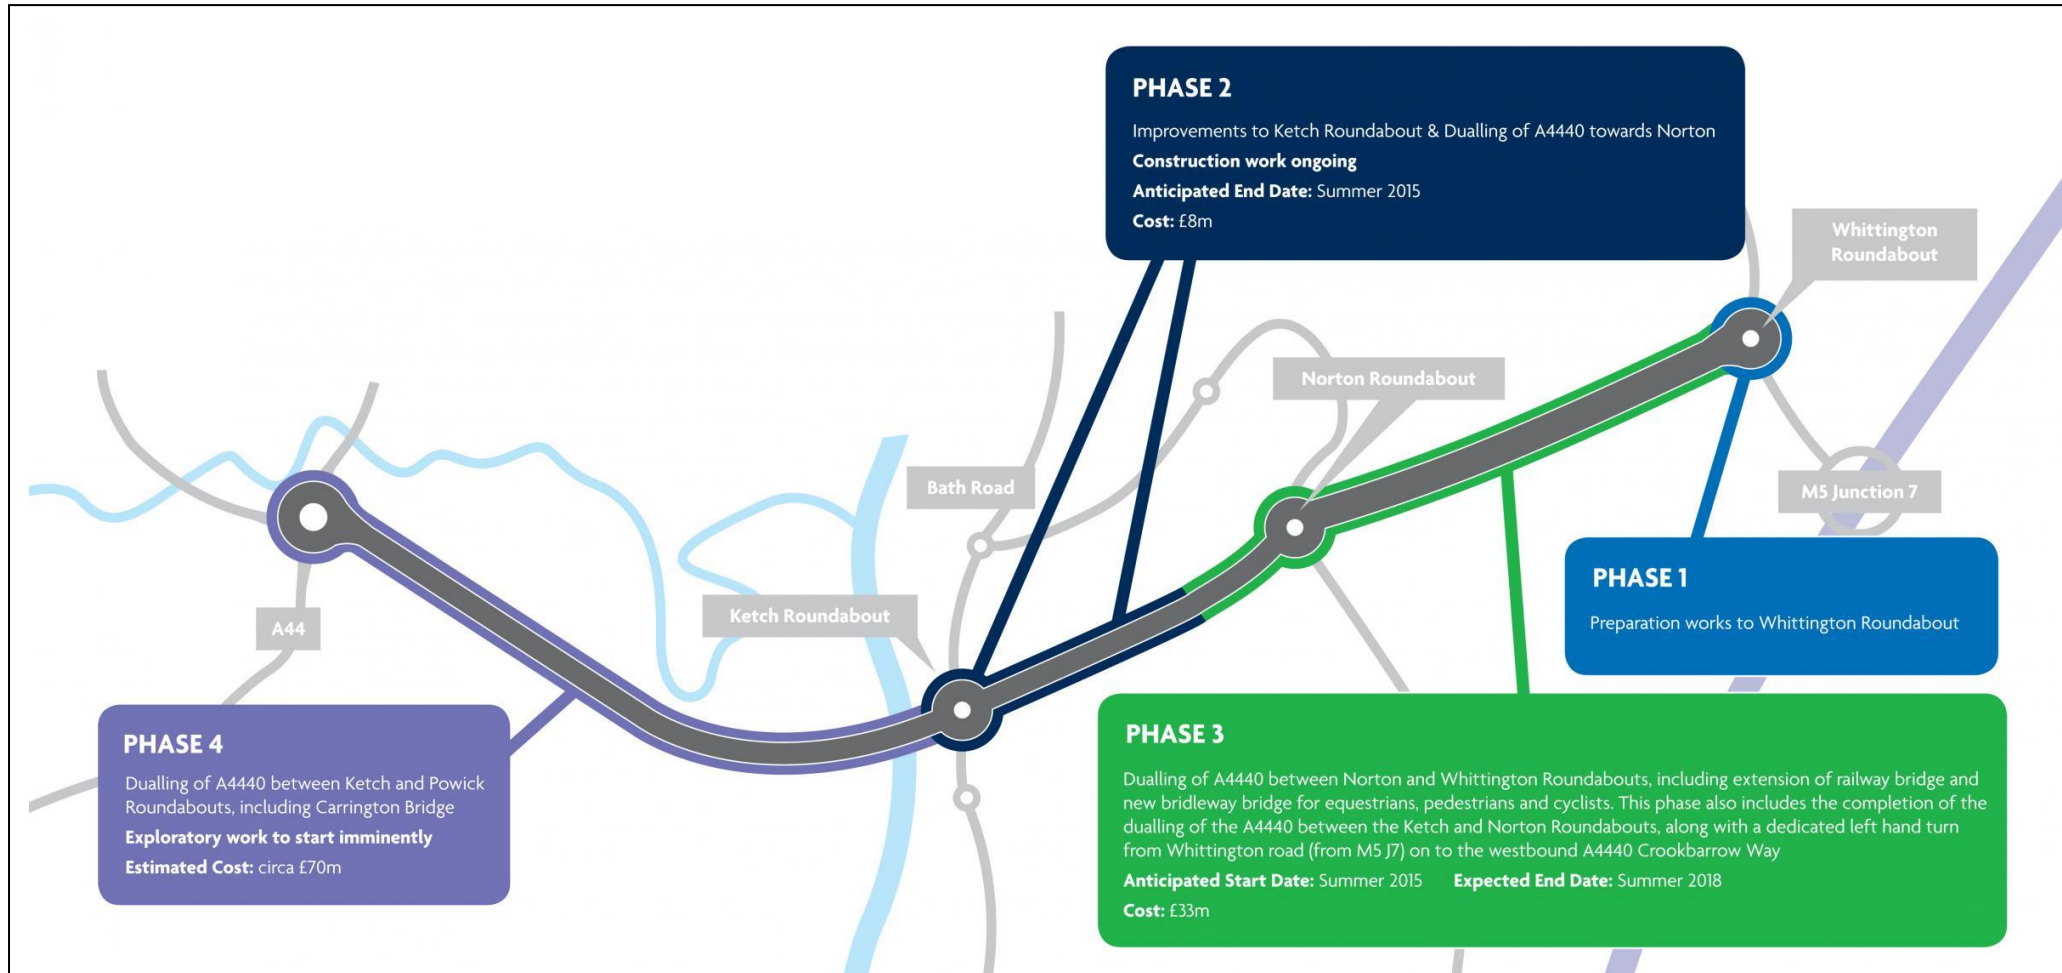 PHASE 2
Improvements to Ketch Roundabout & Dualling of A4440 towards Norton
Construction work ongoing
Anticipated End Date: Summer 2015
Cost: £8m
Whittington
Roundabout
Norton Roundabout
Bath Road
M5 Junction 7
Ketch Roundabout
A44
PHASE 1
Preparation works to Whittington Roundabout
PHASE 4
Dualling of A4440 between Ketch and Powick
Roundabouts, including Carrington Bridge
Exploratory work to start imminently
Estimated Cost: circa £70m
PHASE 3
Dualling of A4440 between Norton and Whittington Roundabouts, including extension of railway bridge and
new bridleway bridge for equestrians, pedestrians and cyclists. This phase also includes the completion of the
dualling of the A4440 between the Ketch and Norton Roundabouts, along with a dedicated left hand turn
from Whittington road (from M5 J7) on to the westbound A4440 Crookbarrow Way
Anticipated Start Date: Summer 2015 Expected End Date: Summer 2018
Cost: £33m